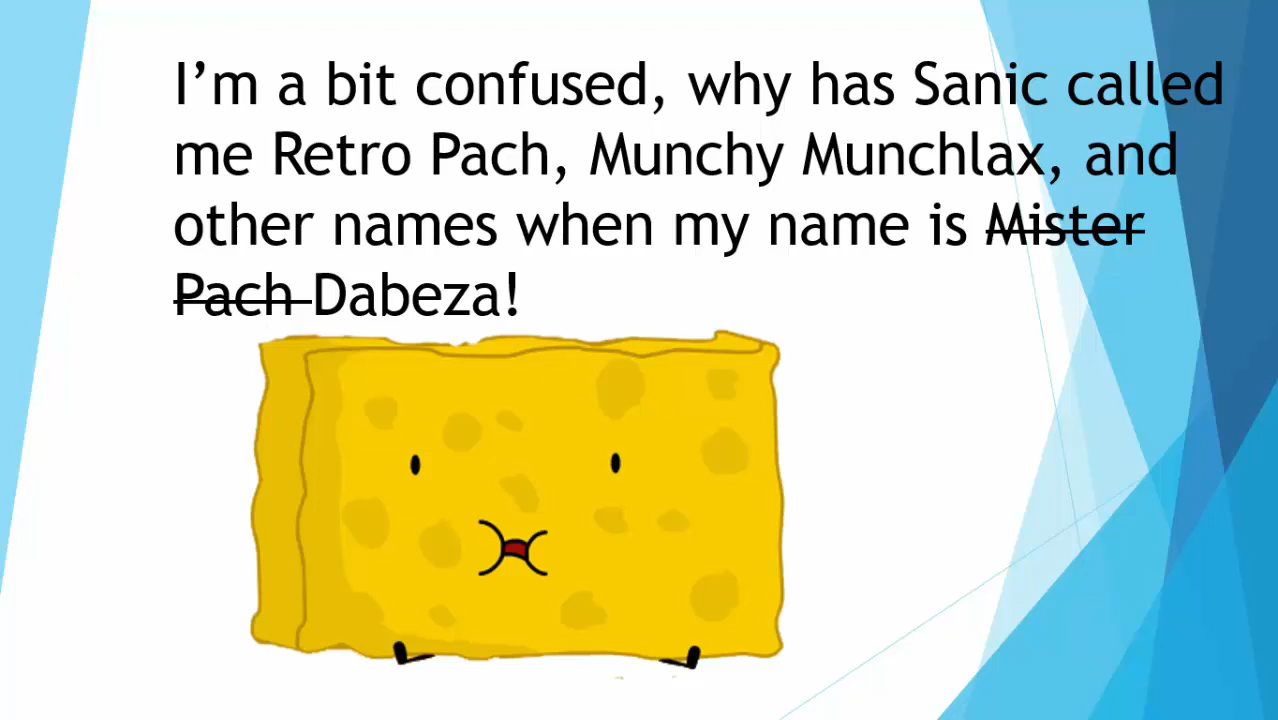 I’m a bit confused, why has Sanic called
me Retro Pach, Munchy Munchlax, and
other names when my name is Mister
Pach Dabeza!